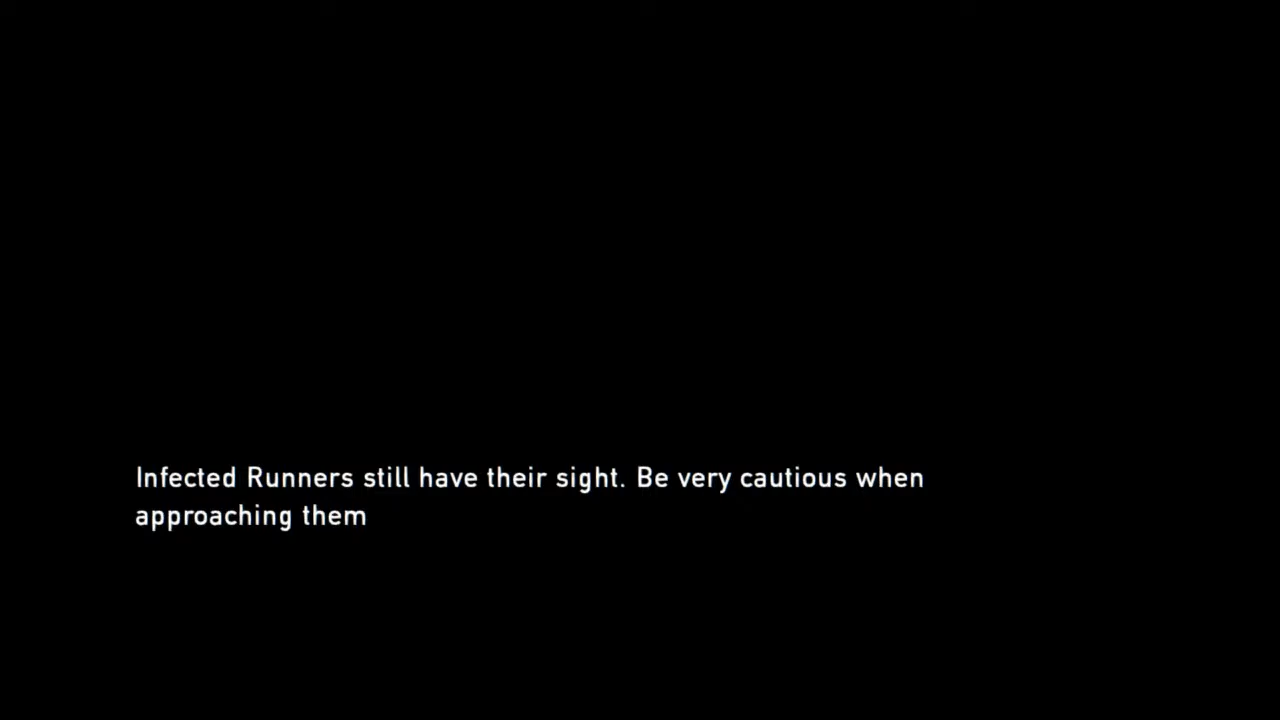 Infected Runners still have their sight. Be very cautious when
approaching them